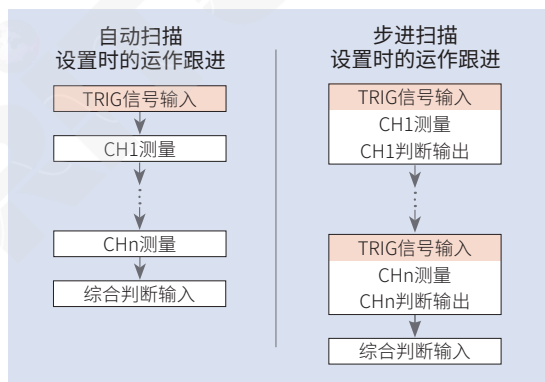 自动扫描
设置时的运作跟进
TRIG信号输入
CH1测量
CHn测量
综合判断输入
步进扫描
设置时的运作跟进
TRIG信号输入
CH1测量
CH1判断输出
TRIG信号输入
CHn测量
CHn判断输出
综合判断输入